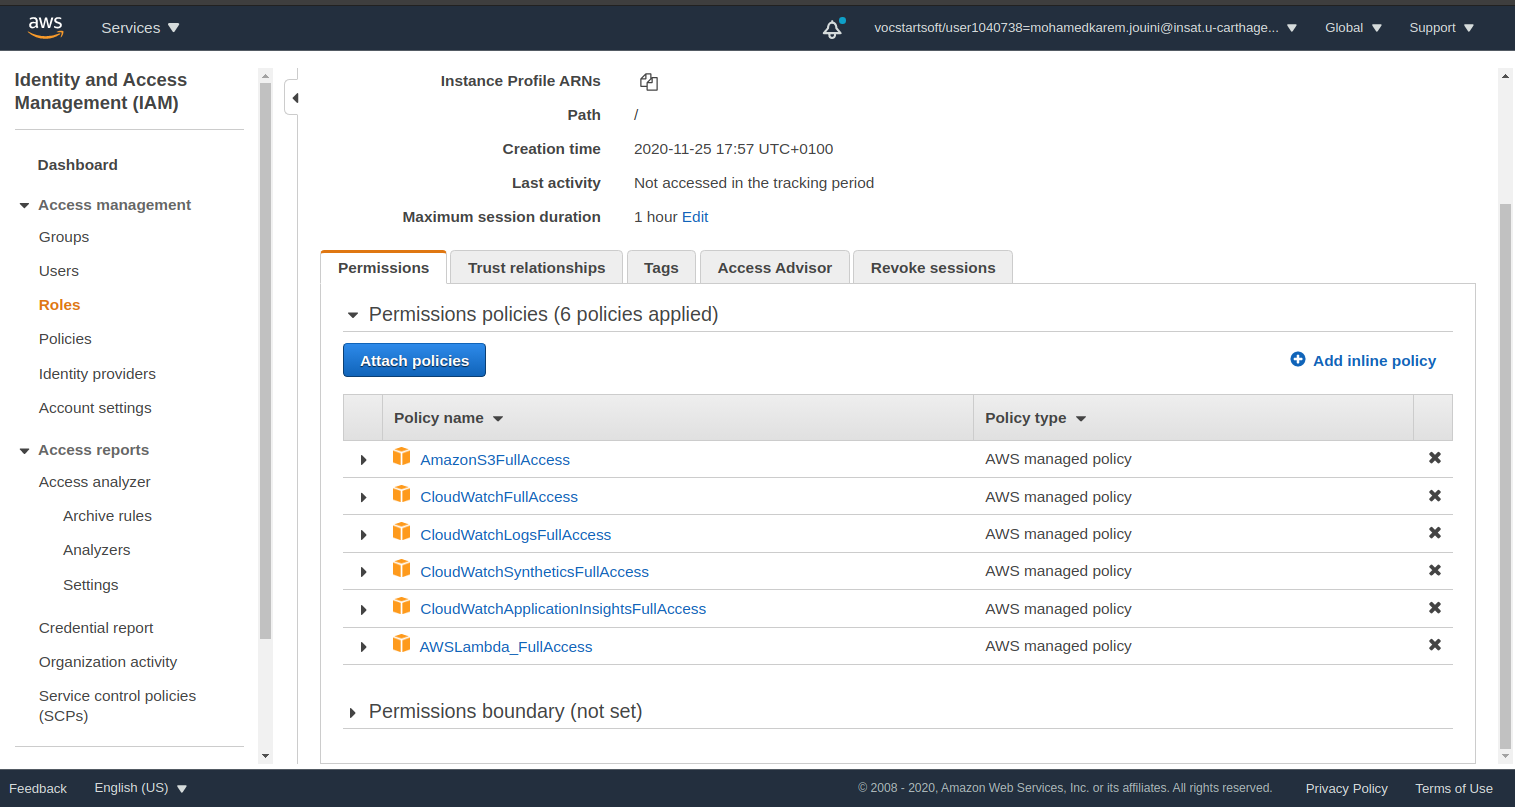 aws
Services
vocstartsoft/user1040738=mohamedkarem.jouini@insat.u-carthage...
Global
Support
Identity and Access
Management (IAM)
Dashboard
Access management
Groups
Users
Roles
Policies
Identity providers
Account settings
Access reports
Access analyzer
Archive rules
Analyzers
Settings
Credential report
Organization activity
Service control policies
(SCPs)
Instance Profile ARNs
Path /
Creation time 2020-11-25 17:57 UTC+0100
Last activity Not accessed in the tracking period
Maximum session duration 1 hour Edit
Permissions Trust relationships Tags Access Advisor Revoke sessions
Permissions policies (6 policies applied)
Attach policies Add inline policy
Policy name Policy type
AmazonS3FullAccess AWS managed policy
CloudWatchFullAccess AWS managed policy
CloudWatchLogsFullAccess AWS managed policy
CloudWatchSyntheticsFullAccess AWS managed policy
CloudWatchApplicationInsightsFullAccess AWS managed policy
AWSLambda_FullAccess AWS managed policy
Permissions boundary (not set)
Feedback English (US) © 2008 - 2020, Amazon Web Services, Inc. or its affiliates. All rights reserved. Privacy Policy Terms of Use